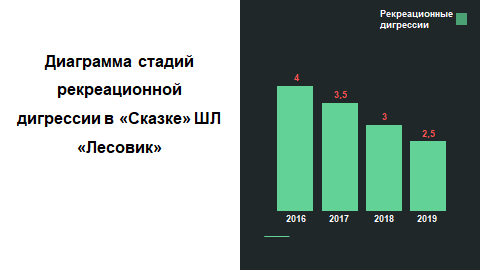 Диаграмма стадий
рекреационной
дигрессии в «Сказке» ШЛ
«Лесовик»
Рекреационные
дигрессии
4
3,5
3
2,5
2016 2017 2018 2019